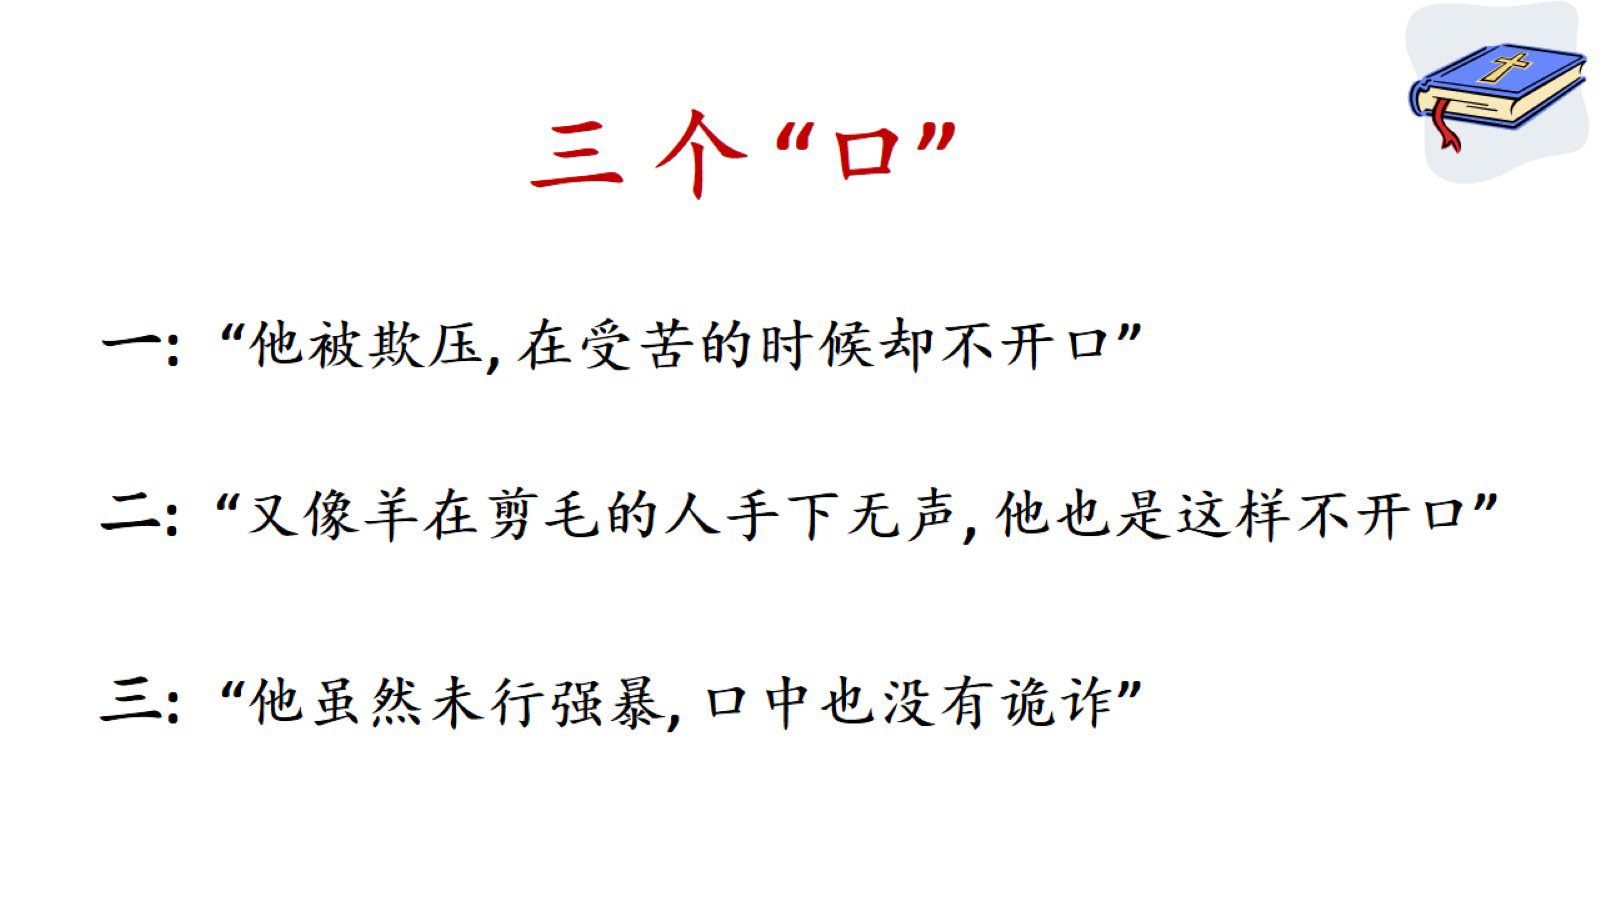 三个“口”
一：“他被欺压, 在受苦的时候却不开口”
二：“又像羊在剪毛的人手下无声, 他也是这样不开口”
三：“他虽然未行强暴, 口中也没有诡诈”